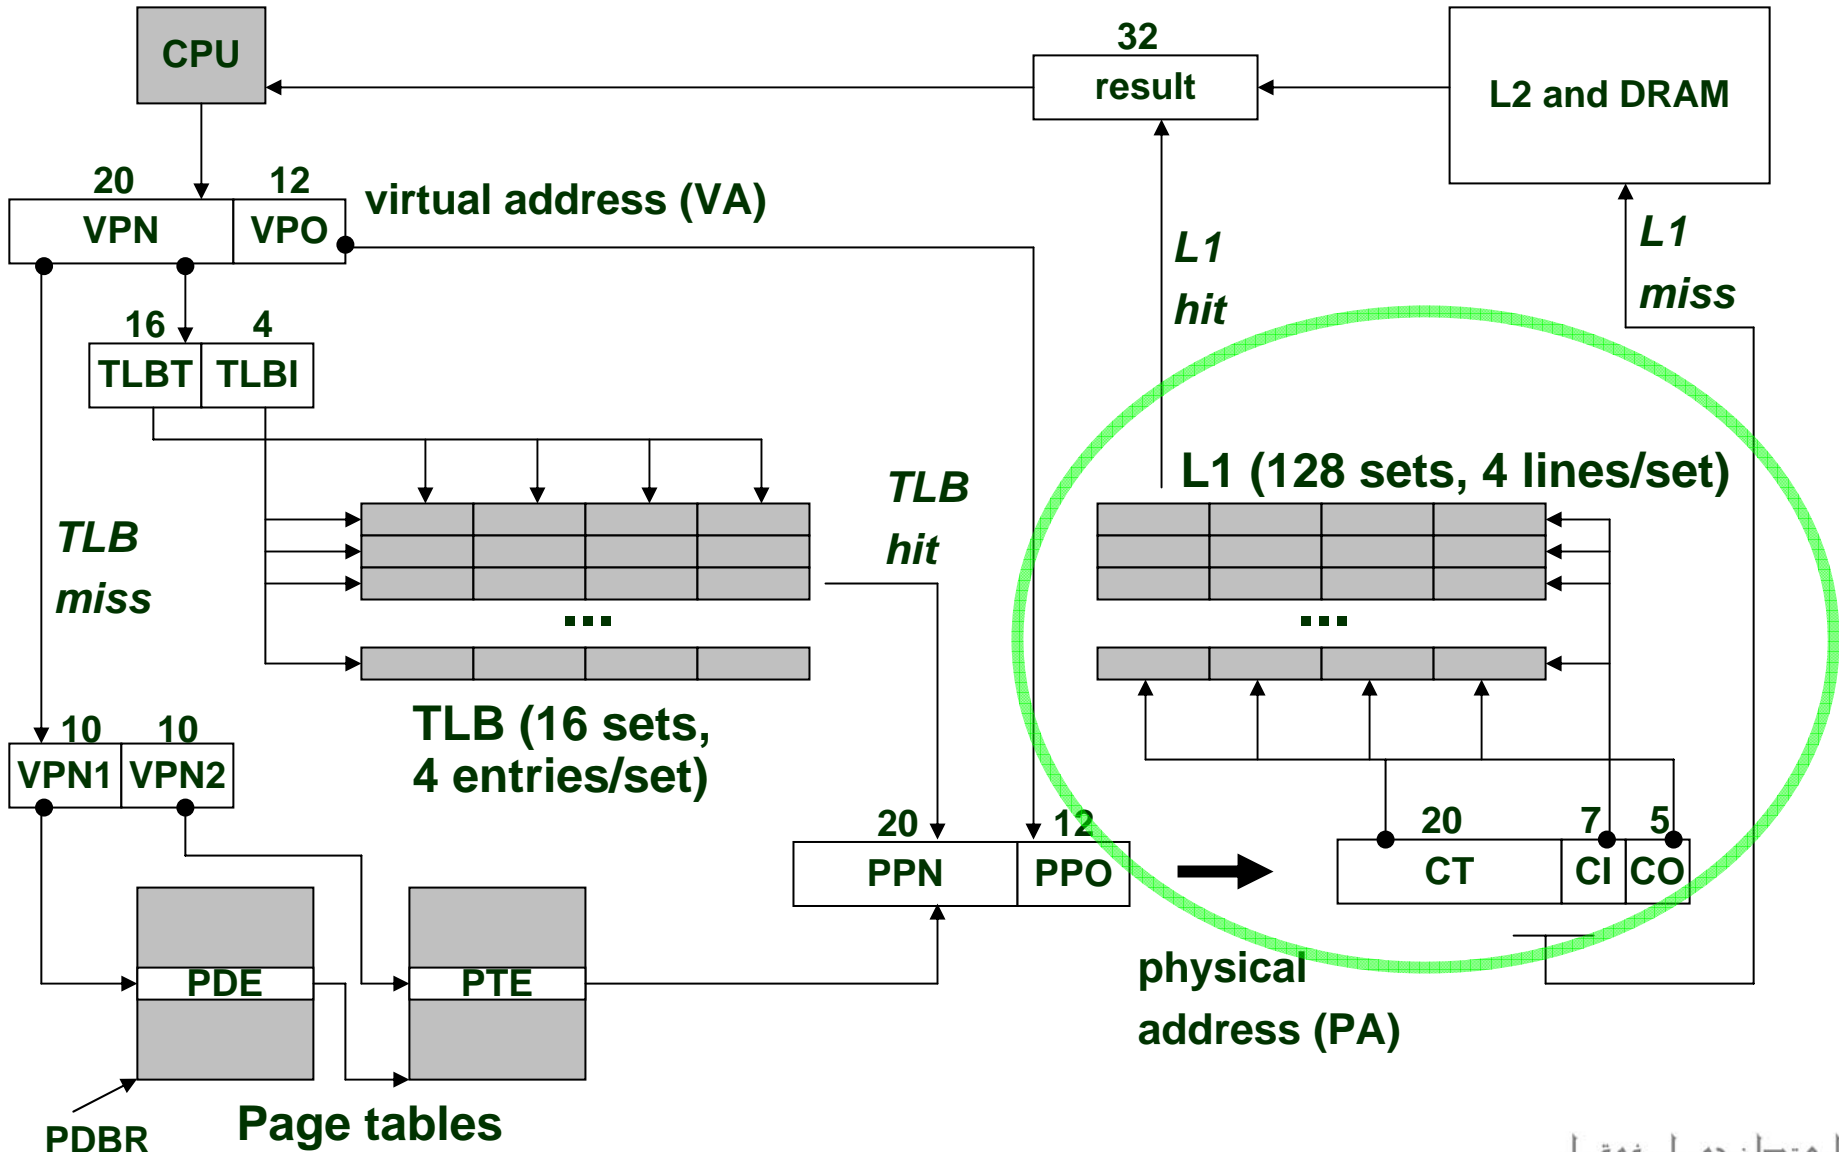 CPU
32
result
L2 and DRAM
20
12
virtual address (VA)
VPN
VPO
L1
hit
L1
miss
16
4
TLBT
TLBI
TLB
miss
TLB
hit
L1 (128 sets, 4 lines/set)
...
...
TLB (16 sets,
4 entries/set)
10
10
VPN1
VPN2
20
12
PPN
PPO
20
7
5
CT
CI
CO
physical
address (PA)
PDE
PTE
PDBR
Page tables